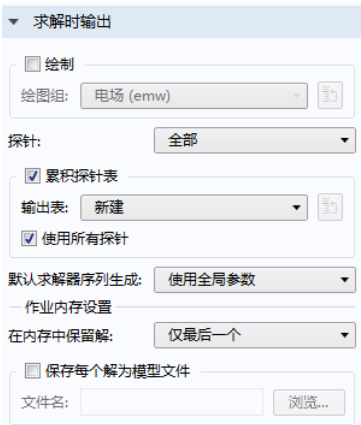 求解时输出
绘制
绘图组: 电场 (emw)
探针: 全部
累积探针表
输出表: 新建
使用所有探针
默认求解器序列生成: 使用全局参数
作业内存设置
在内存中保留解: 仅最后一个
保存每个解为模型文件
文件名: 浏览...